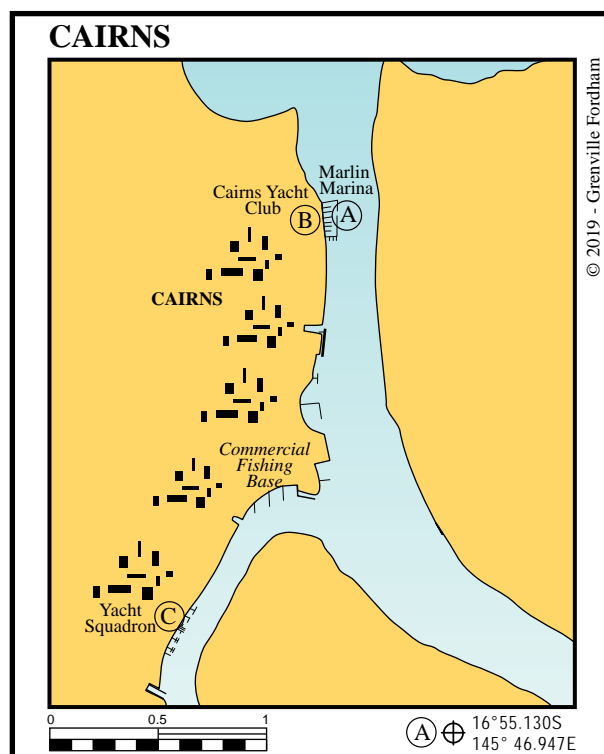 CAIRNS
© 2019 - Grenville Fordham
Marlin
Marina
Cairns Yacht
Club
B
A
CAIRNS
Commercial
Fishing
Base
Yacht
Squadron
C
0 0.5 1
A 16°55.130S
145° 46.947E